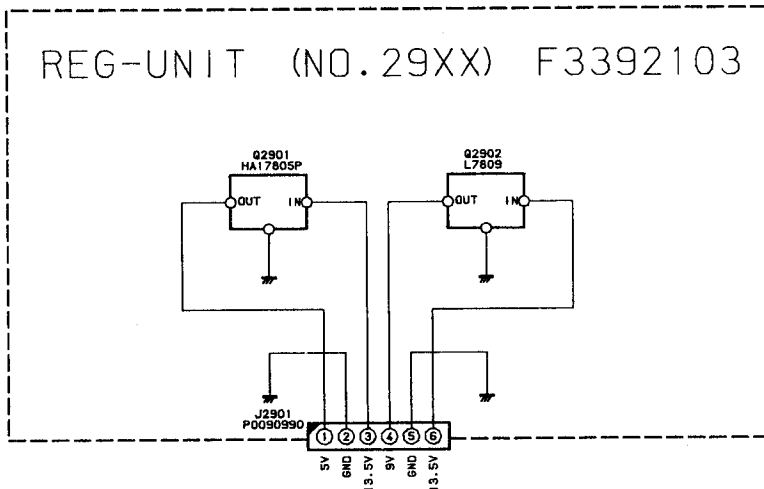 REG-UNIT (NO.29XX) F3392103
Q2901
HA17805P
OUT IN
Q2902
L7809
OUT IN
J2901
P0090990
1 2 3 4 5 6
5V
GND
13.5V
9V
GND
13.5V